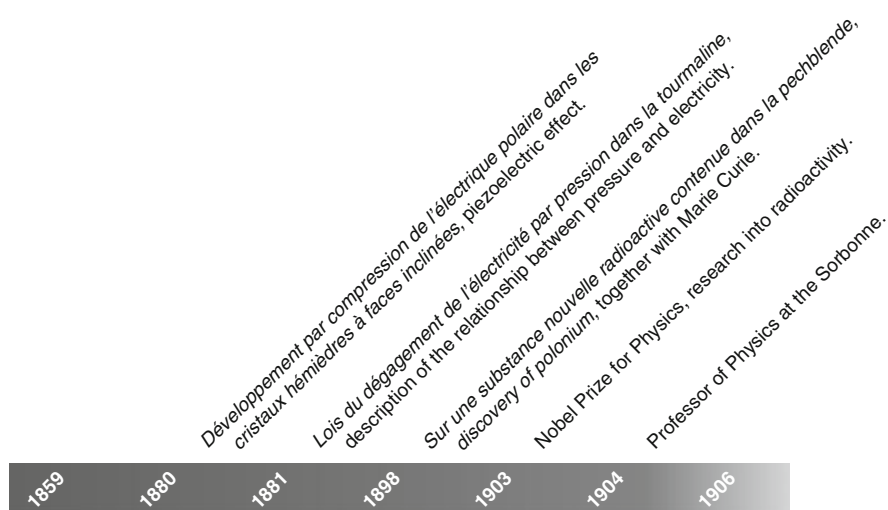 Développement par compression de l'électrique polaire dans les
cristaux hémièdres à faces inclinées, piezoelectric effect.
Lois du dégagement de l'électricité par pression dans la tourmaline,
description of the relationship between pressure and electricity.
Sur une substance nouvelle radioactive contenue dans la pechblende,
discovery of polonium, together with Marie Curie.
Nobel Prize for Physics, research into radioactivity.
Professor of Physics at the Sorbonne.
1859
1880
1881
1898
1903
1904
1906